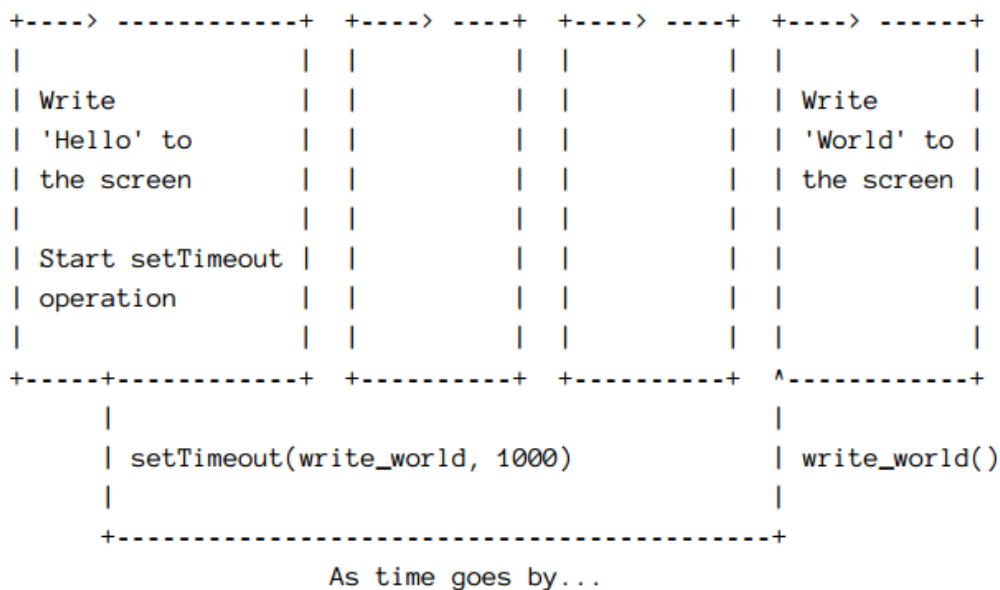 Write
'Hello' to
the screen
Start setTimeout
operation
Write
'World' to
the screen
setTimeout(write_world, 1000)
write_world()
As time goes by...